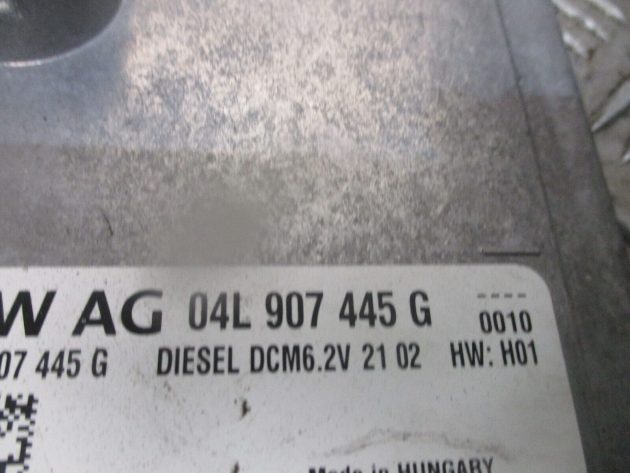 W AG 04L 907 445 G ---- 0010
07 445 G DIESEL DCM6.2V 21 02 HW: H01
Made in HUNGARY